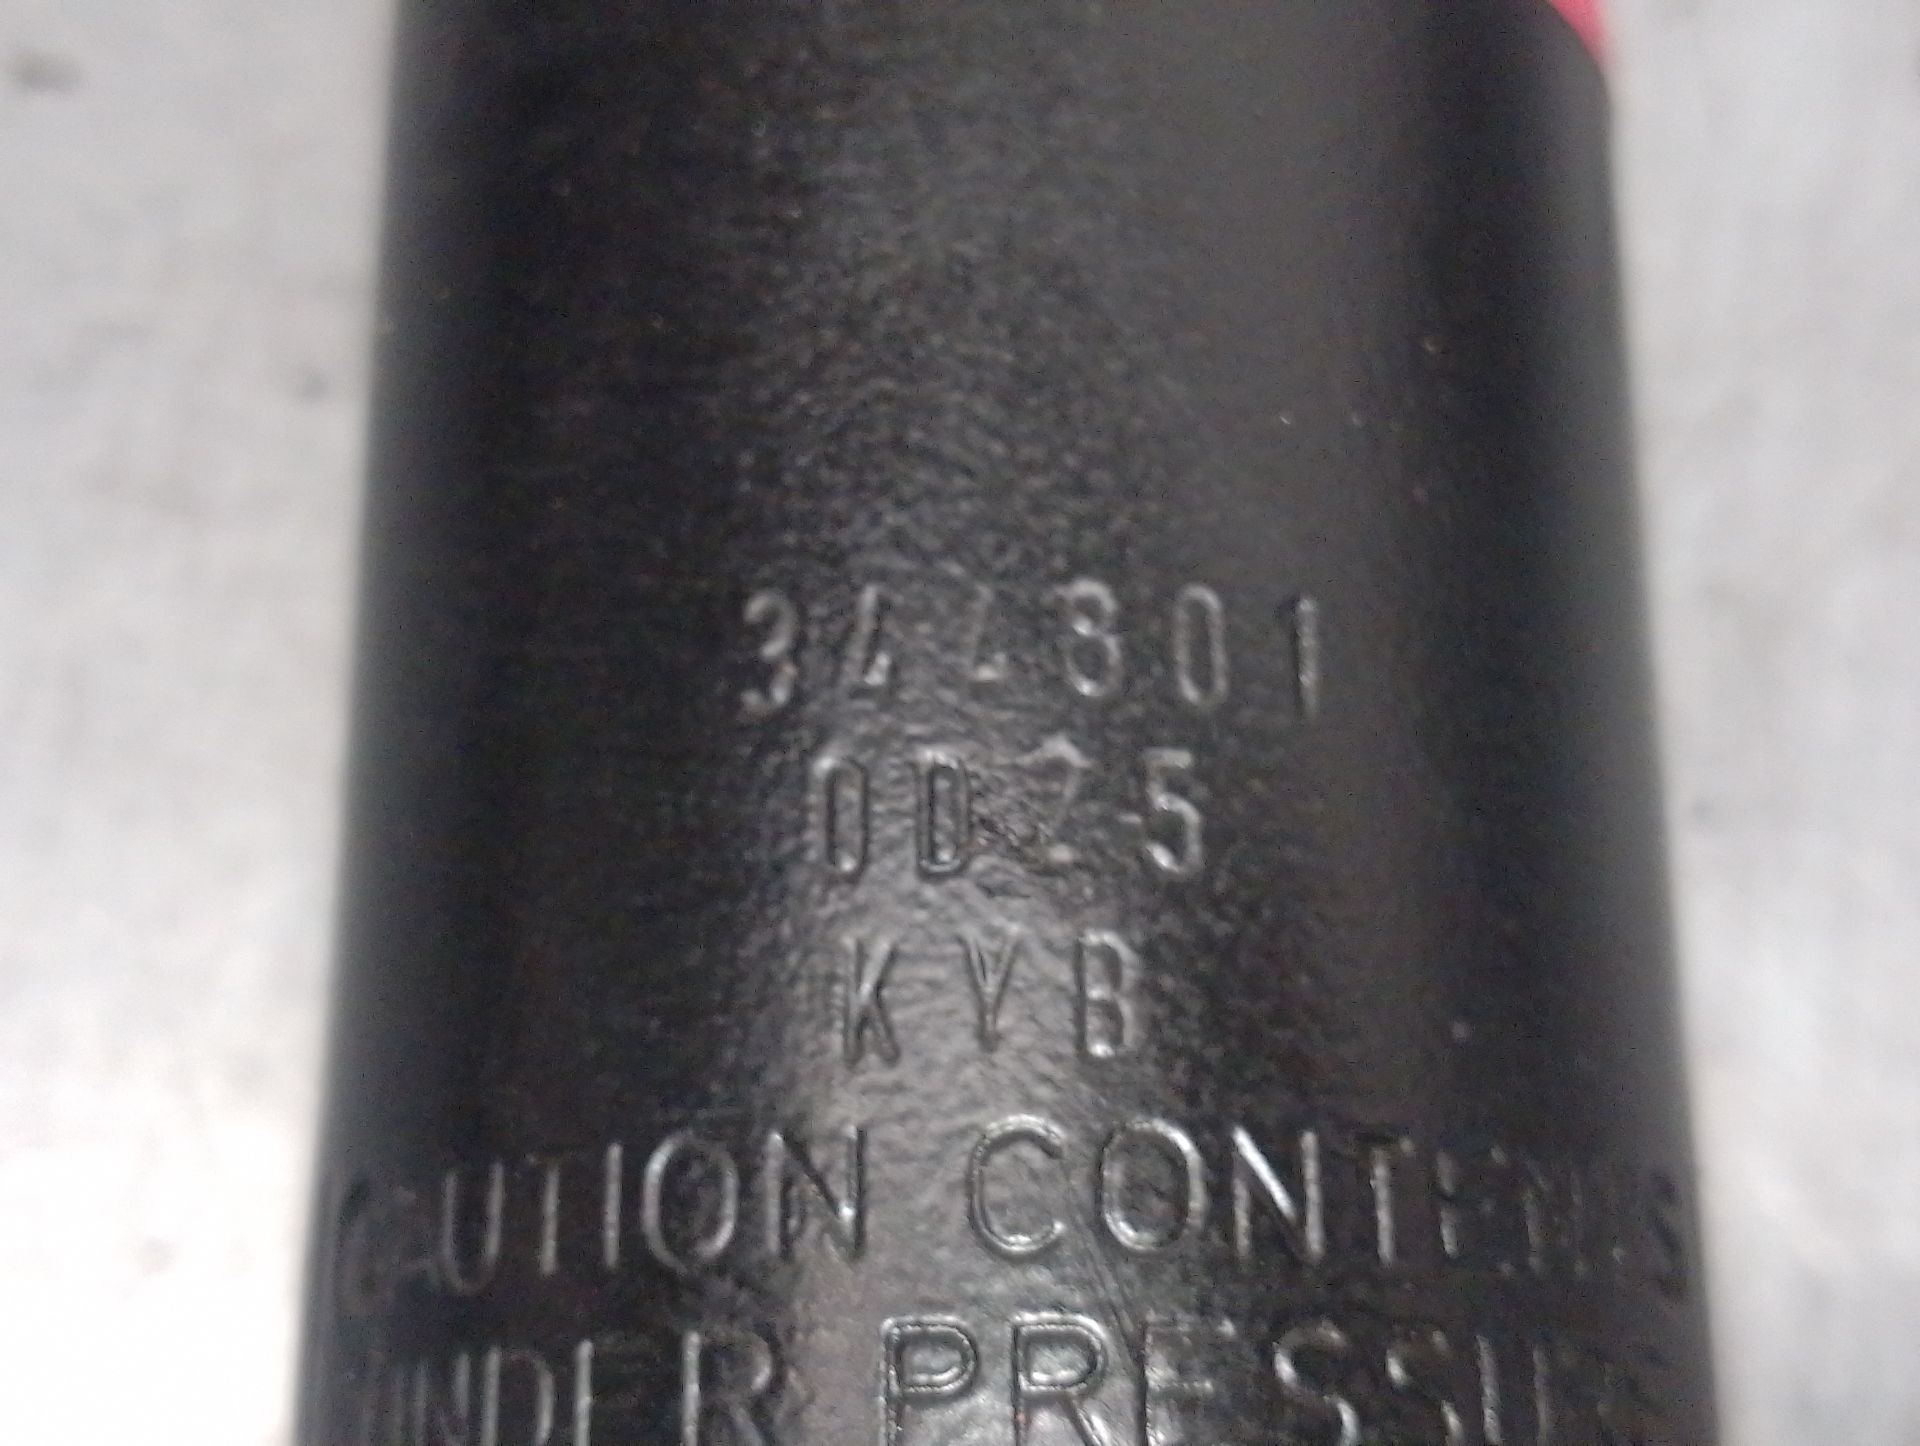 344801
0D25
KYB
CAUTION CONTENTS
UNDER PRESSURE